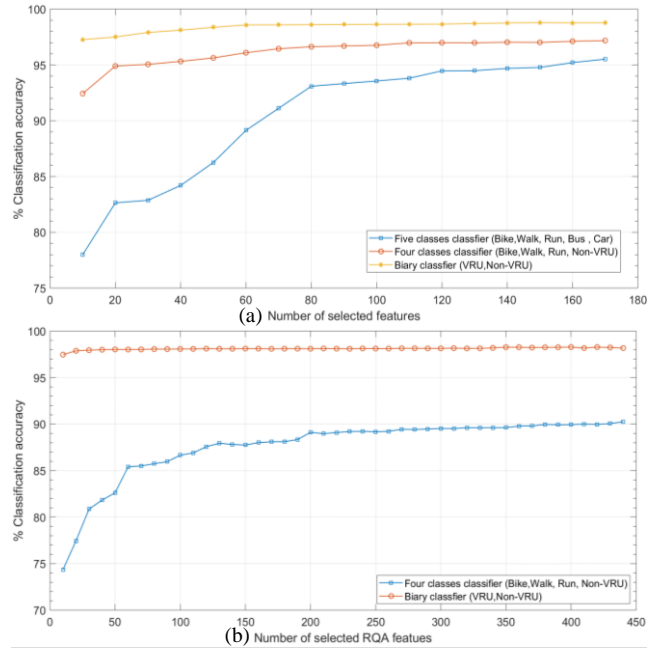 100
95
90
85
80
75
% Classification accuracy
Five classes classfier (Bike,Walk, Run, Bus , Car)
Four classes classfier (Bike,Walk, Run, Non-VRU)
Biary classfier (VRU,Non-VRU)
0 20 40 60 80 100 120 140 160 180
(a) Number of selected features
100
95
90
85
80
75
70
% Classification accuracy
Four classes classifier (Bike,Walk, Run, Non-VRU)
Biary classfier (VRU,Non-VRU)
0 50 100 150 200 250 300 350 400 450
(b) Number of selected RQA featues